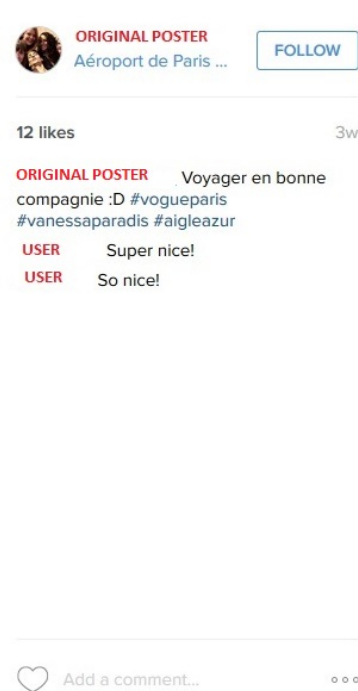 ORIGINAL POSTER
Aéroport de Paris ...
FOLLOW
12 likes
3w
ORIGINAL POSTER Voyager en bonne
compagnie :D #vogueparis
#vanessaparadis #aigleazur
USER Super nice!
USER So nice!
Add a comment...